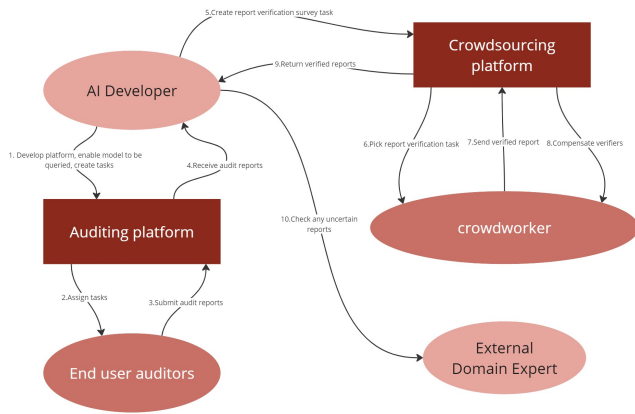 5.Create report verification survey task
Crowdsourcing
platform
9.Return verified reports
AI Developer
1. Develop platform, enable model to be
queried, create tasks
4.Receive audit reports
6.Pick report verification task
7.Send verified report
8.Compensate verifiers
Auditing platform
10.Check any uncertain
reports
crowdworker
2.Assign tasks
3.Submit audit reports
End user auditors
External
Domain Expert